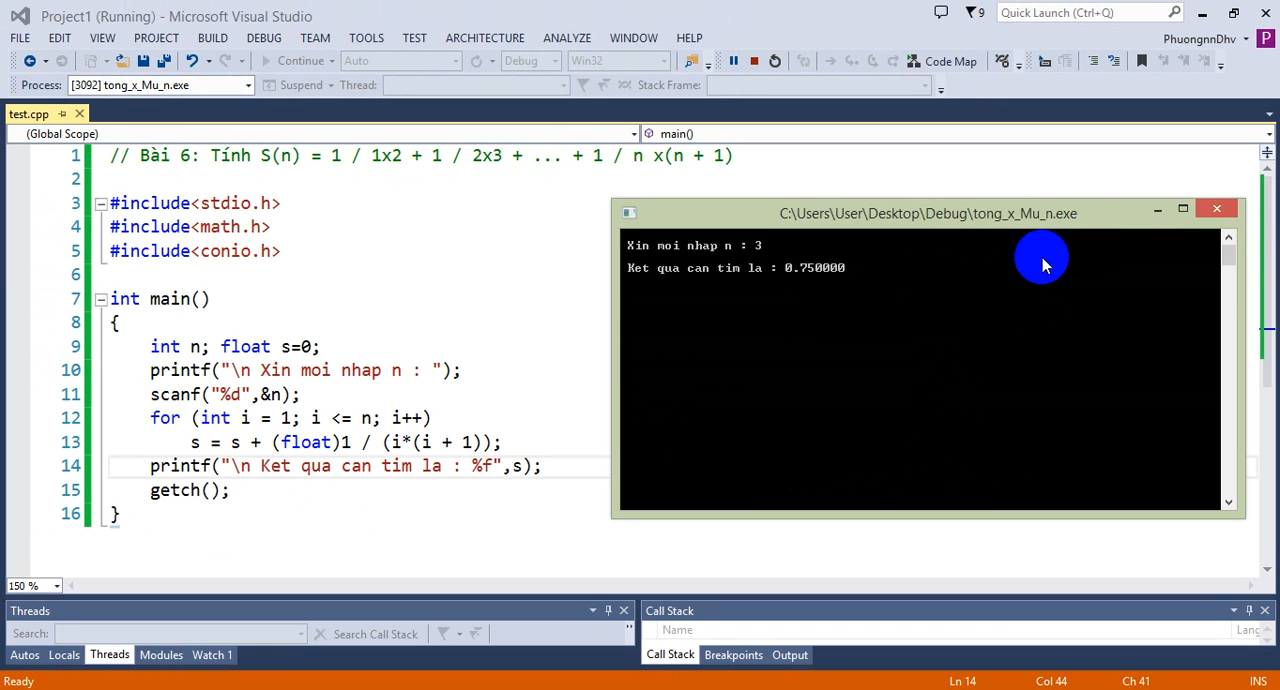 Project1 (Running) - Microsoft Visual Studio
9
Quick Launch (Ctrl+Q)
FILE EDIT VIEW PROJECT BUILD DEBUG TEAM TOOLS TEST ARCHITECTURE ANALYZE WINDOW HELP
PhuongnnDhv P
Continue Auto Debug Win32 Code Map
Process: [3092] tong_x_Mu_n.exe Suspend Thread: Stack Frame:
test.cpp
(Global Scope) main()
1 // Bài 6: Tính S(n) = 1 / 1x2 + 1 / 2x3 + ... + 1 / n x(n + 1)
2
3 #include<stdio.h>
4 #include<math.h>
5 #include<conio.h>
6
7 int main()
8 {
9 int n; float s=0;
10 printf("\n Xin moi nhap n : ");
11 scanf("%d",&n);
12 for (int i = 1; i <= n; i++)
13 s = s + (float)1 / (i*(i + 1));
14 printf("\n Ket qua can tim la : %f",s);
15 getch();
16 }
C:\Users\User\Desktop\Debug\tong_x_Mu_n.exe
Xin moi nhap n : 3
Ket qua can tim la : 0.750000
150 %
Threads
Search: Search Call Stack "
Autos Locals Threads Modules Watch 1
Call Stack
Name Lang
Call Stack Breakpoints Output
Ready Ln 14 Col 44 Ch 41 INS